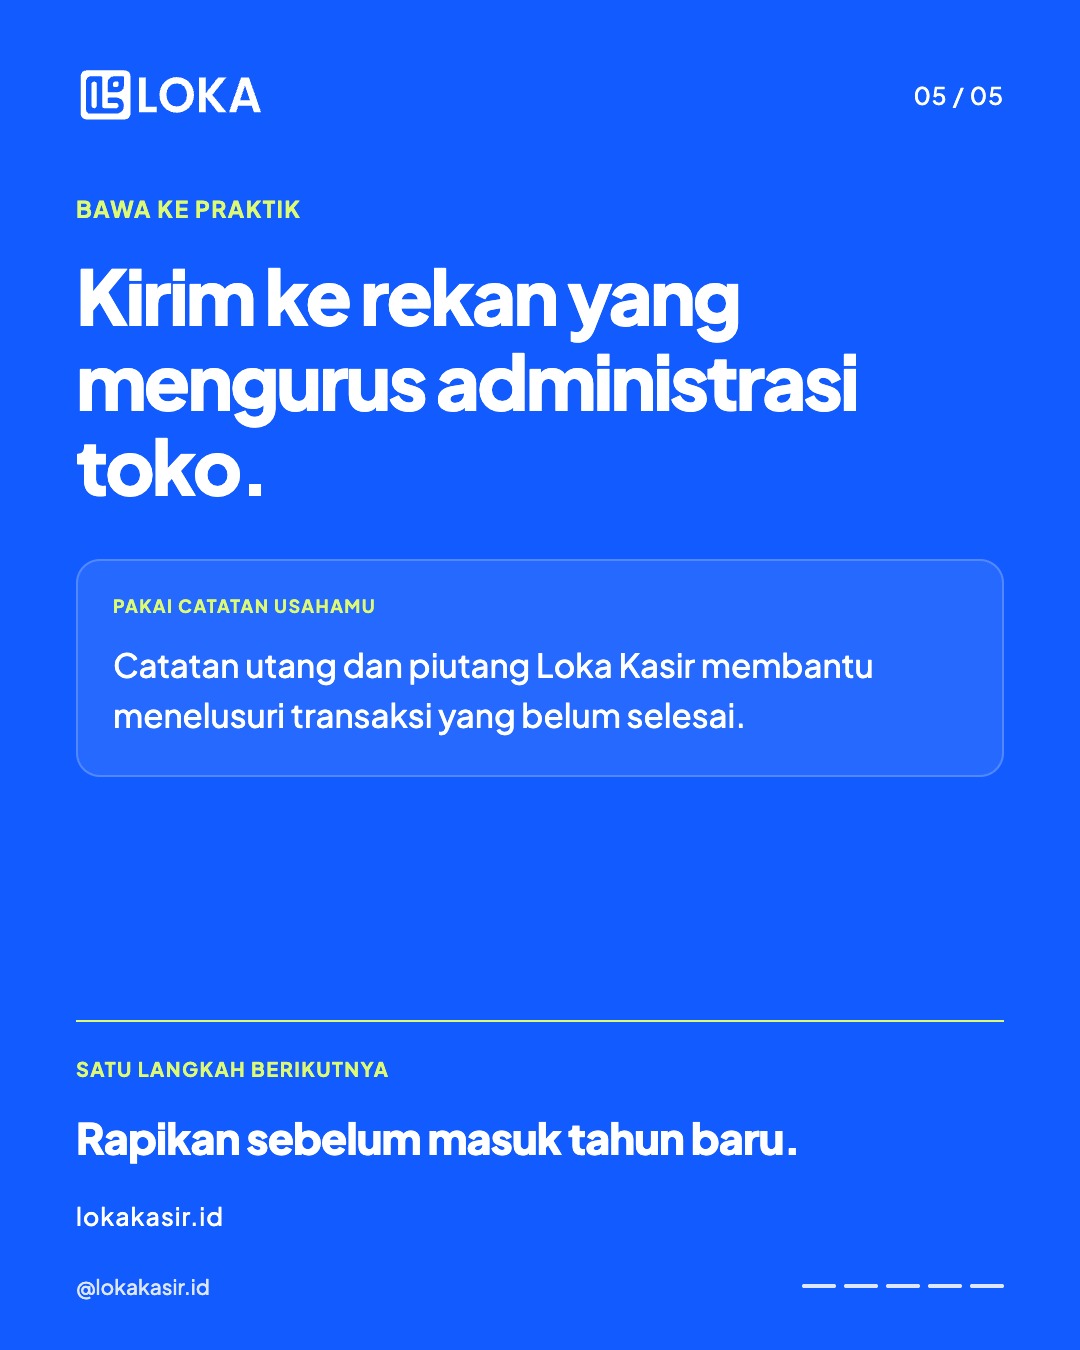 LOKA
05 / 05
BAWA KE PRAKTIK
Kirim ke rekan yang
mengurus administrasi
toko.
PAKAI CATATAN USAHAMU
Catatan utang dan piutang Loka Kasir membantu
menelusuri transaksi yang belum selesai.
SATU LANGKAH BERIKUTNYA
Rapikan sebelum masuk tahun baru.
lokakasir.id
@lokakasir.id